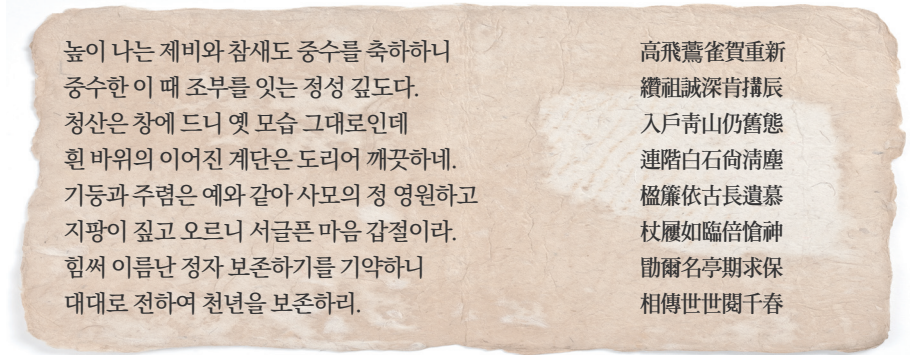 높이 나는 제비와 참새도 중수를 축하하니
중수한 이 때 조부를 잇는 정성 깊도다.
청산은 창에 드니 옛 모습 그대로인데
흰 바위의 이어진 계단은 도리어 깨끗하네.
기둥과 주렴은 예와 같아 사모의 정 영원하고
지팡이 짚고 오르니 서글픈 마음 갑절이라.
힘써 이름난 정자 보존하기를 기약하니
대대로 전하여 천년을 보존하리.
高飛鷰雀賀重新
纘祖誠深肯搆辰
入戶靑山仍舊態
連階白石尙淸塵
楹簾依古長遺慕
杖屨如臨倍愴神
勖爾名亭期求保
相傳世世閱千春